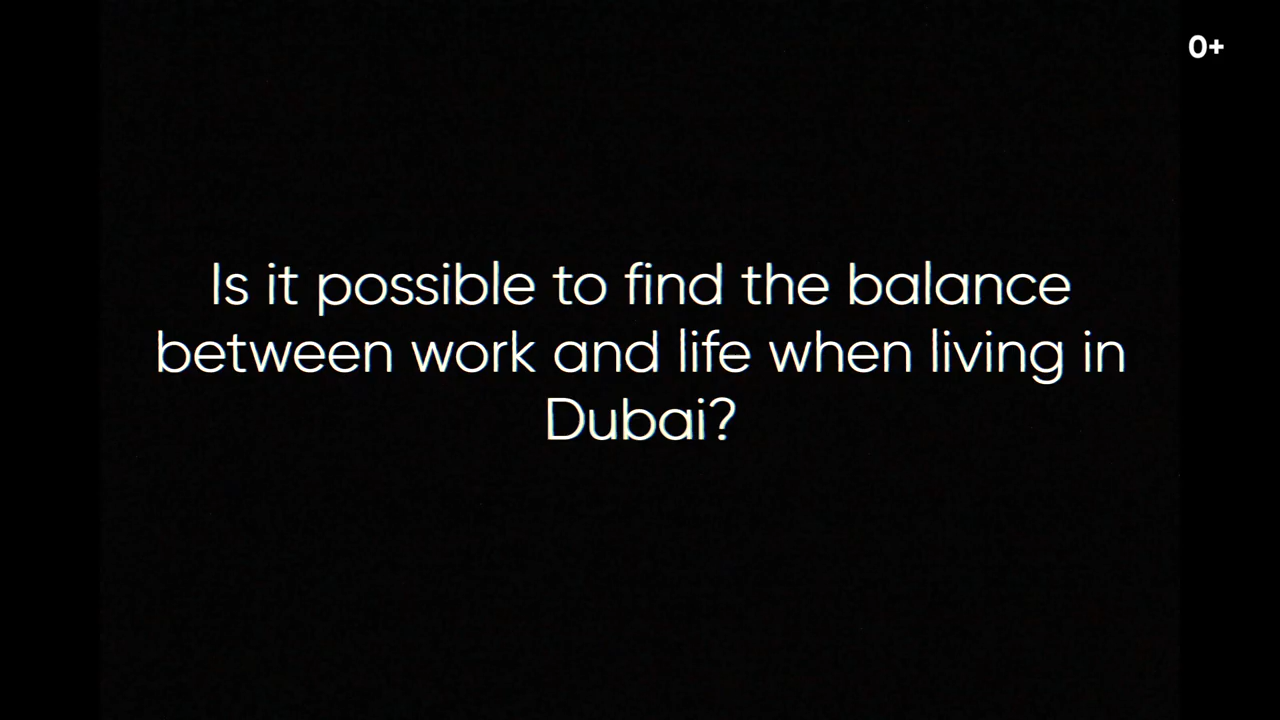 0+
Is it possible to find the balance
between work and life when living in
Dubai?